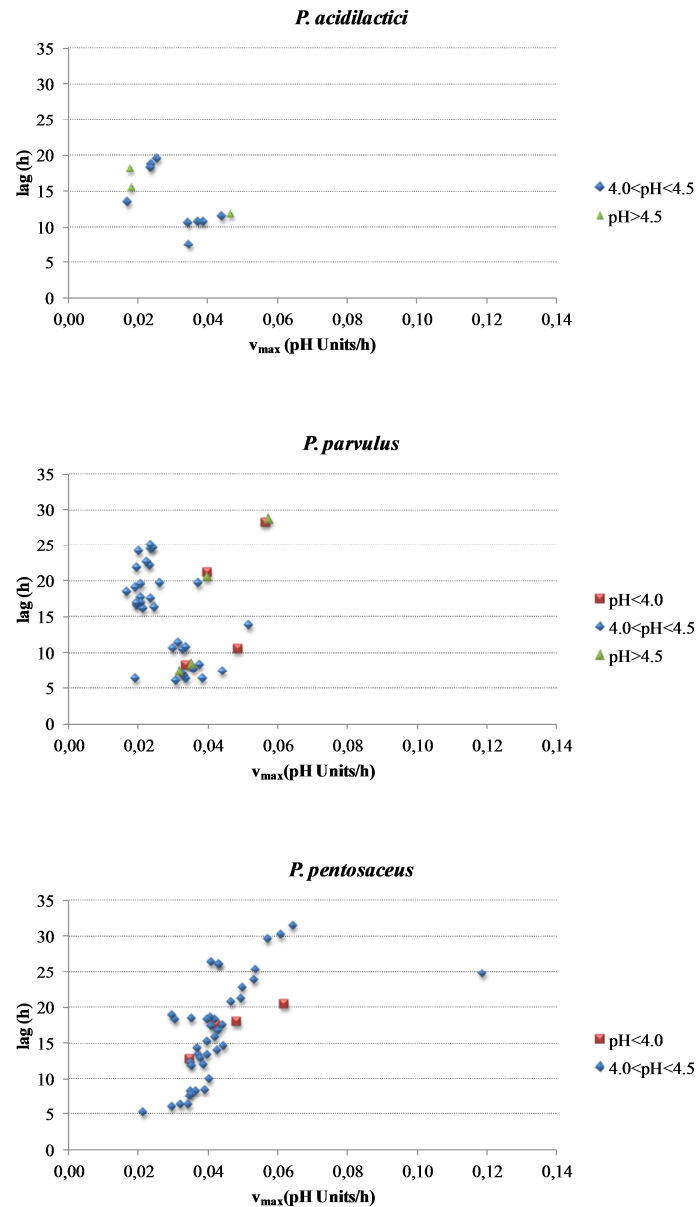 P. acidilactici
35
30
25
20
15
10
5
0
lag (h)
0,00 0,02 0,04 0,06 0,08 0,10 0,12 0,14
vmax (pH Units/h)
4.0<pH<4.5
pH>4.5
P. parvulus
35
30
25
20
15
10
5
0
lag (h)
0,00 0,02 0,04 0,06 0,08 0,10 0,12 0,14
vmax(pH Units/h)
pH<4.0
4.0<pH<4.5
pH>4.5
P. pentosaceus
35
30
25
20
15
10
5
0
lag (h)
0,00 0,02 0,04 0,06 0,08 0,10 0,12 0,14
vmax(pH Units/h)
pH<4.0
4.0<pH<4.5